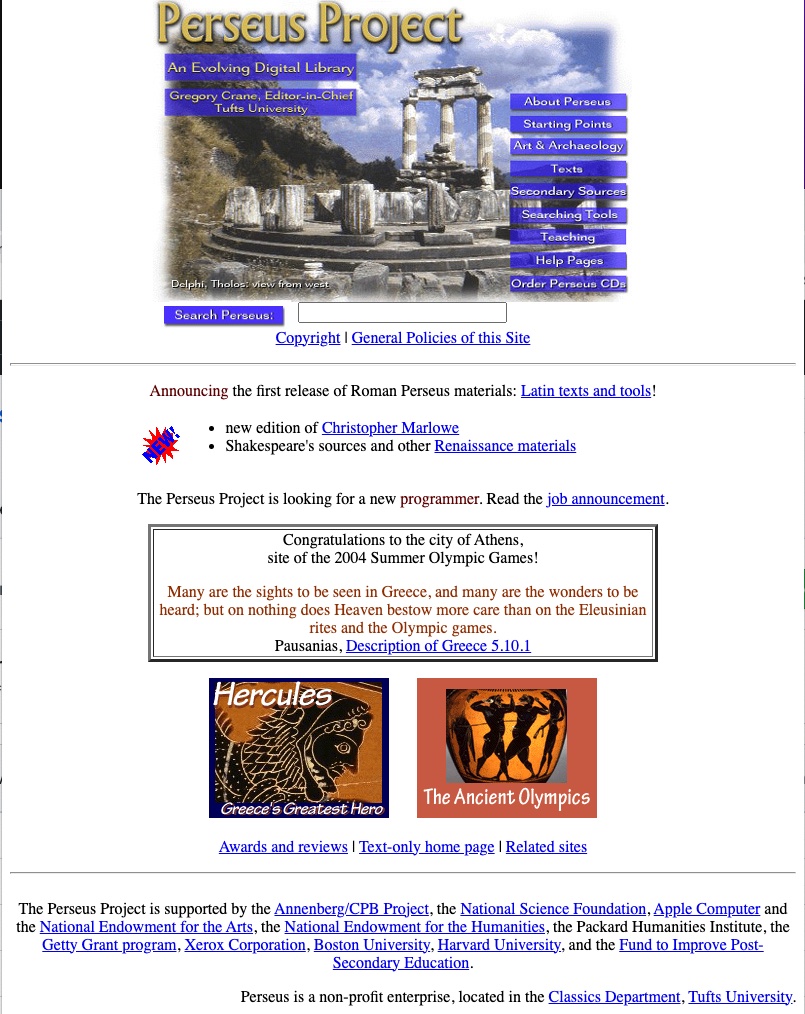 Perseus Project
An Evolving Digital Library
Gregory Crane, Editor-in-Chief
Tufts University
About Perseus
Starting Points
Art & Archaeology
Texts
Secondary Sources
Searching Tools
Teaching
Help Pages
Order Perseus CDs
Delphi, Tholos: view from west
Search Perseus:
Copyright | General Policies of this Site
Announcing the first release of Roman Perseus materials: Latin texts and tools!
NEW!
• new edition of Christopher Marlowe
• Shakespeare's sources and other Renaissance materials
The Perseus Project is looking for a new programmer. Read the job announcement.
Congratulations to the city of Athens,
site of the 2004 Summer Olympic Games!
Many are the sights to be seen in Greece, and many are the wonders to be
heard; but on nothing does Heaven bestow more care than on the Eleusinian
rites and the Olympic games.
Pausanias, Description of Greece 5.10.1
Hercules
Greece's Greatest Hero
The Ancient Olympics
Awards and reviews | Text-only home page | Related sites
The Perseus Project is supported by the Annenberg/CPB Project, the National Science Foundation, Apple Computer and
the National Endowment for the Arts, the National Endowment for the Humanities, the Packard Humanities Institute, the
Getty Grant program, Xerox Corporation, Boston University, Harvard University, and the Fund to Improve Post-
Secondary Education.
Perseus is a non-profit enterprise, located in the Classics Department, Tufts University.